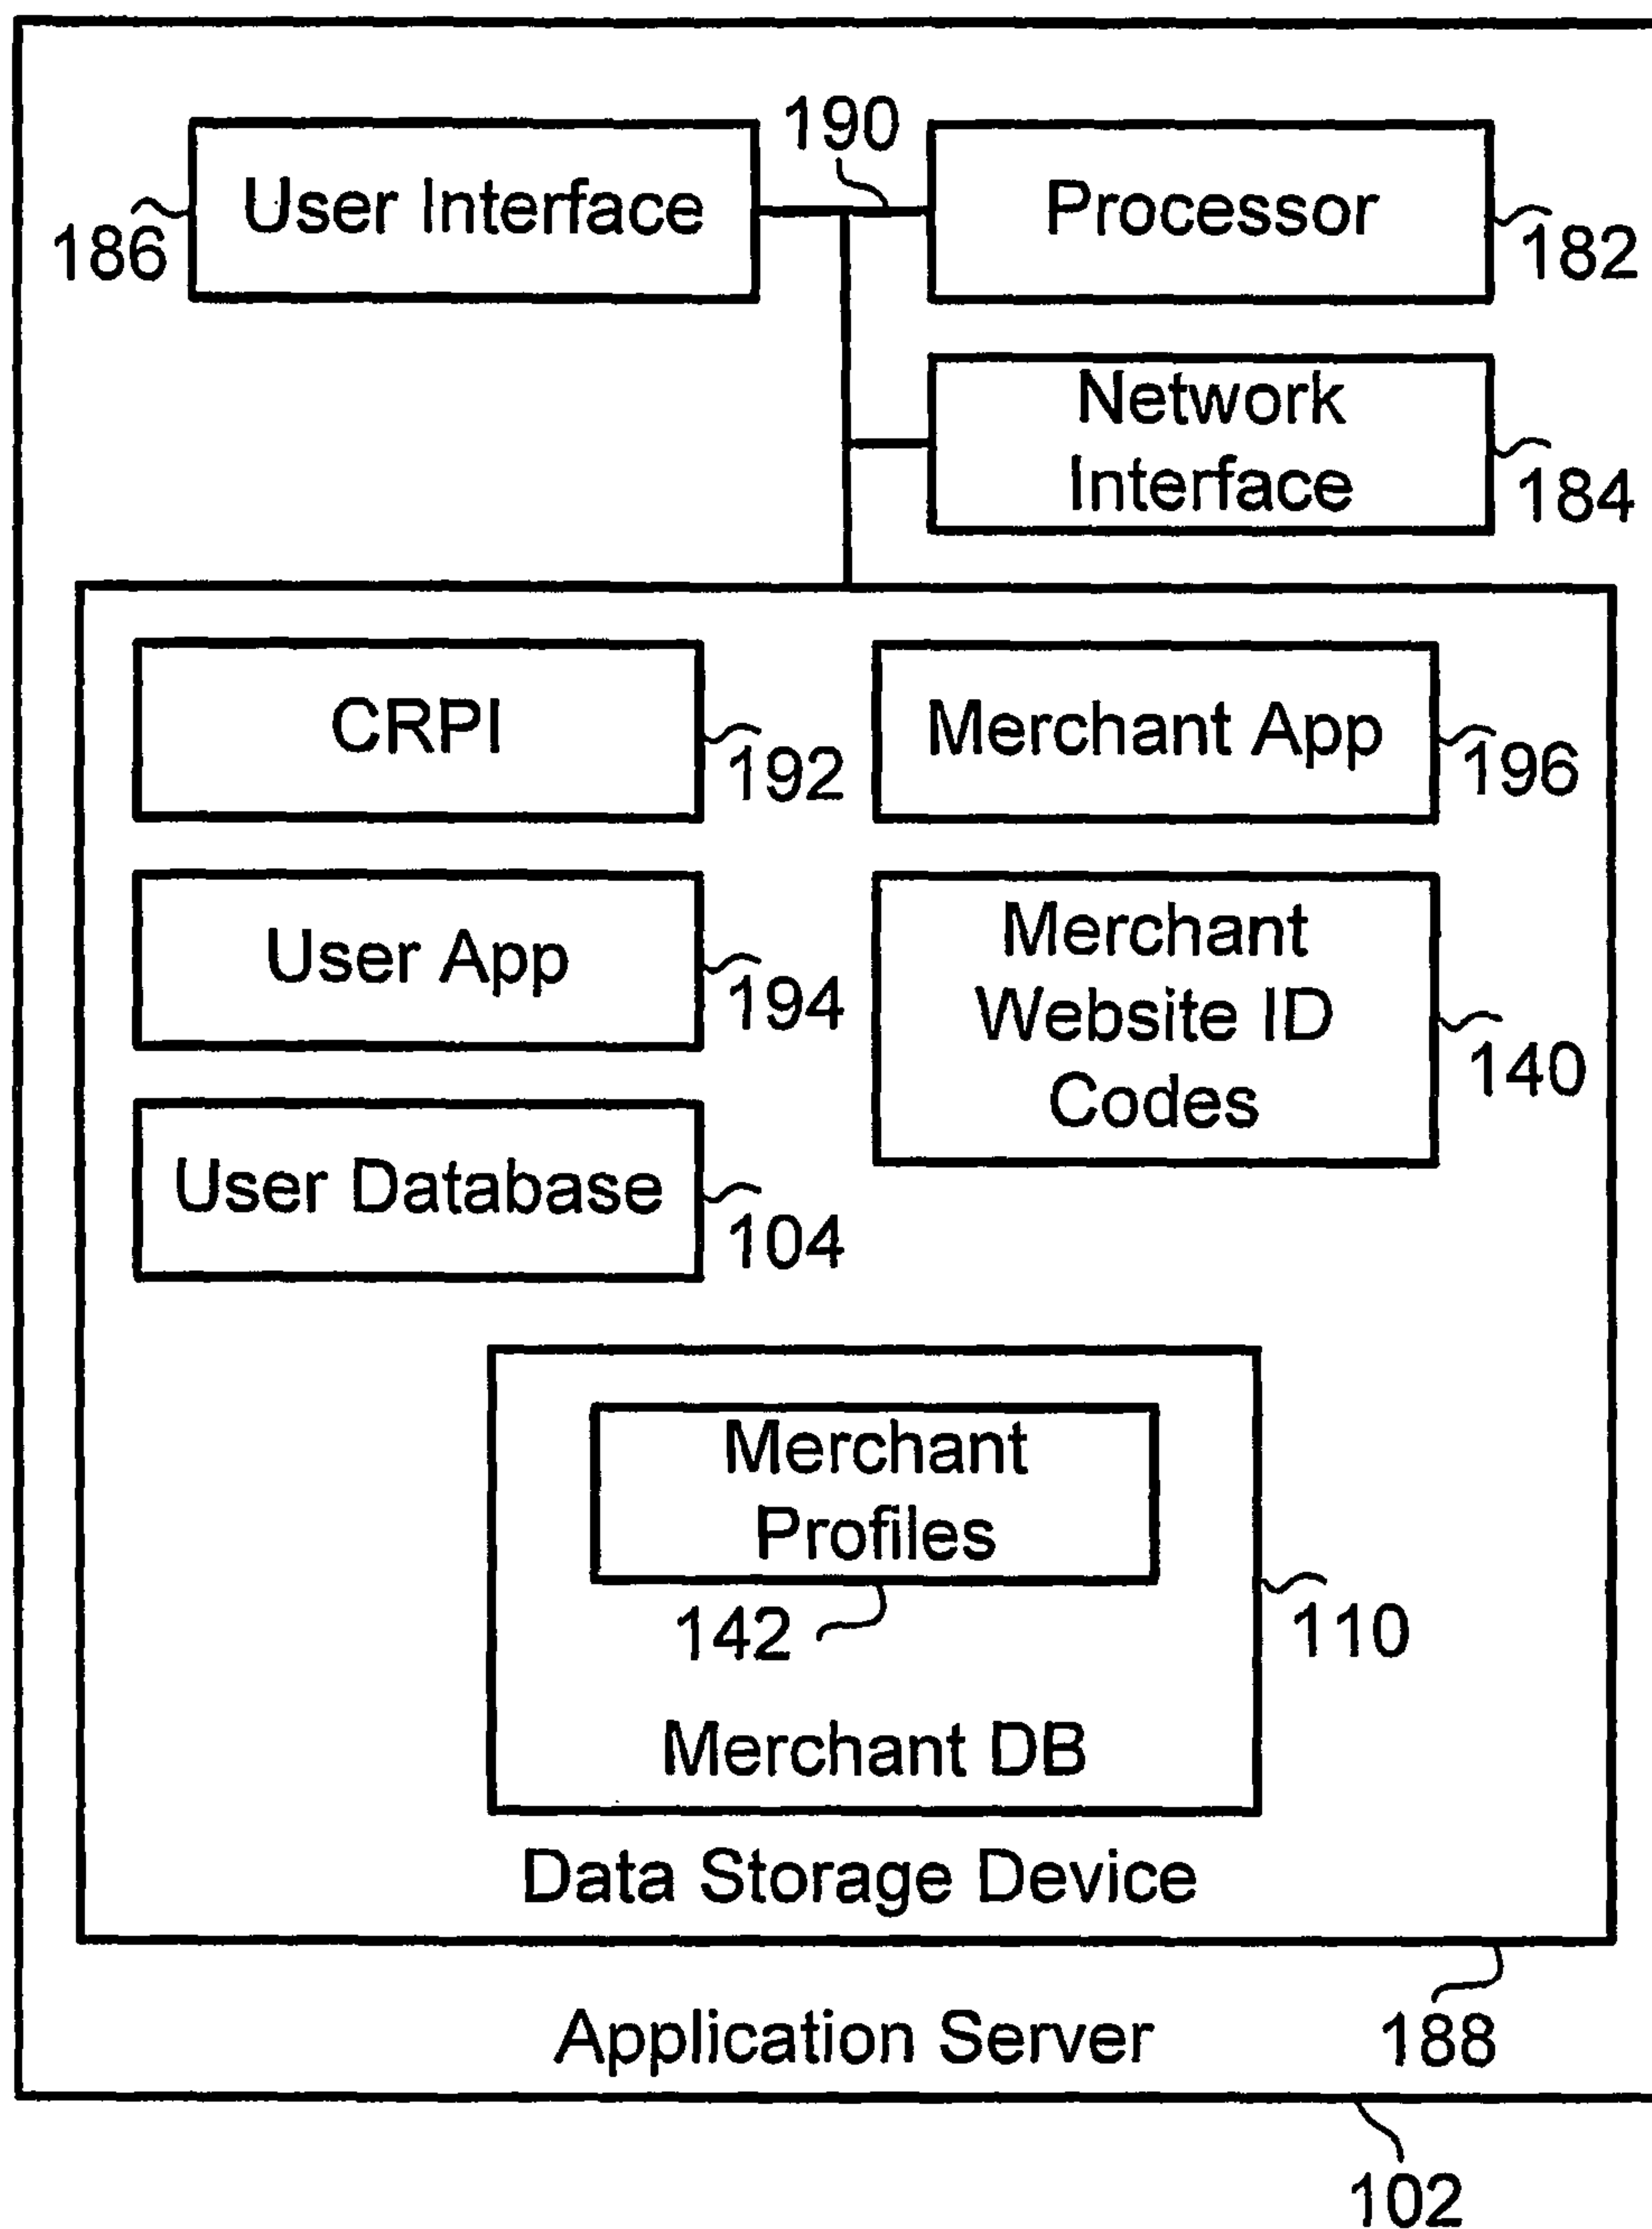 190
User Interface
Processor
186
182
Network
Interface
184
CRPI
192
Merchant App
196
User App
194
Merchant
Website ID
Codes
140
User Database
104
Merchant
Profiles
142
110
Merchant DB
Data Storage Device
188
Application Server
102